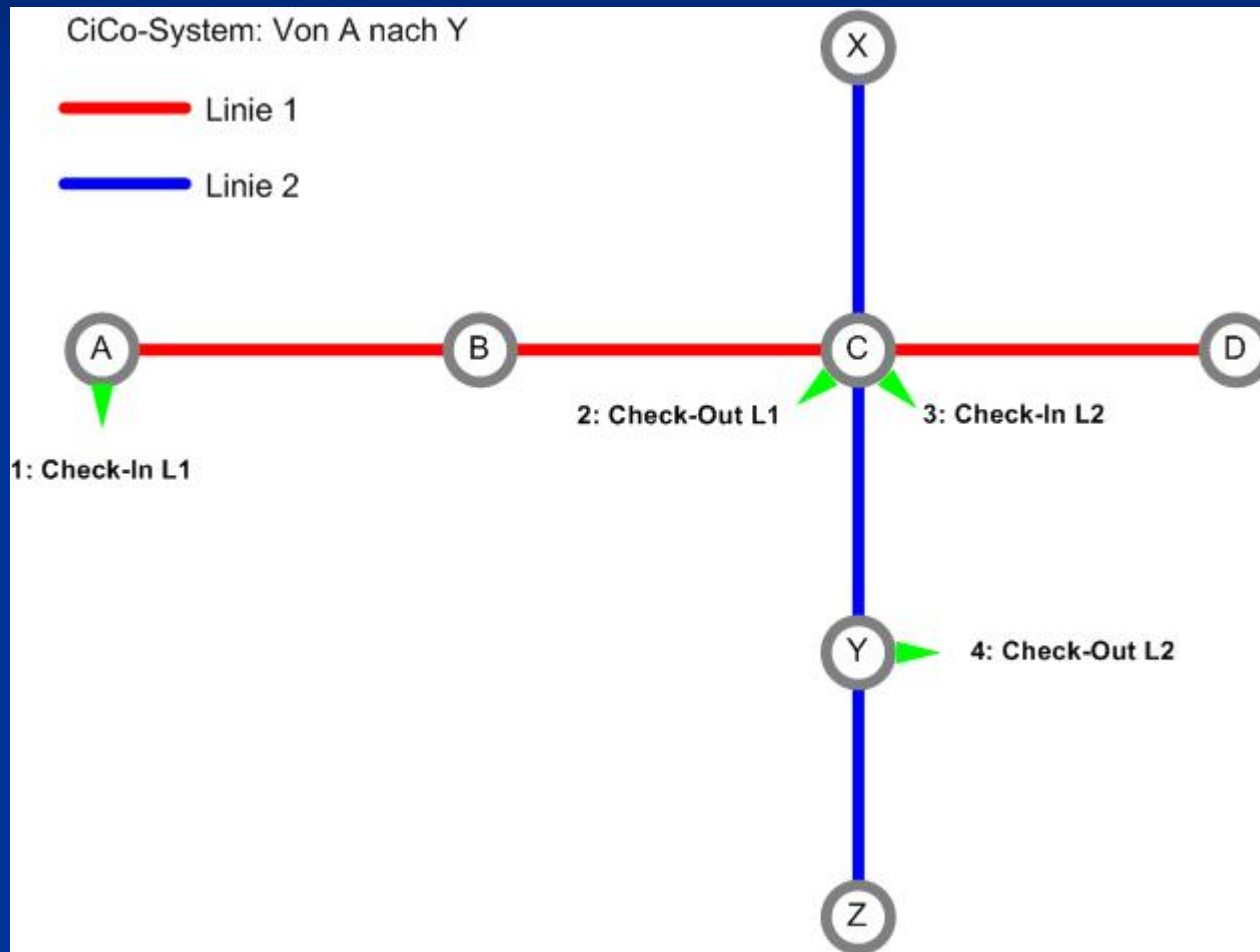 CiCo-System: Von A nach Y
X
Linie 1
Linie 2
A
B
C
D
2: Check-Out L1
3: Check-In L2
1: Check-In L1
Y
4: Check-Out L2
Z